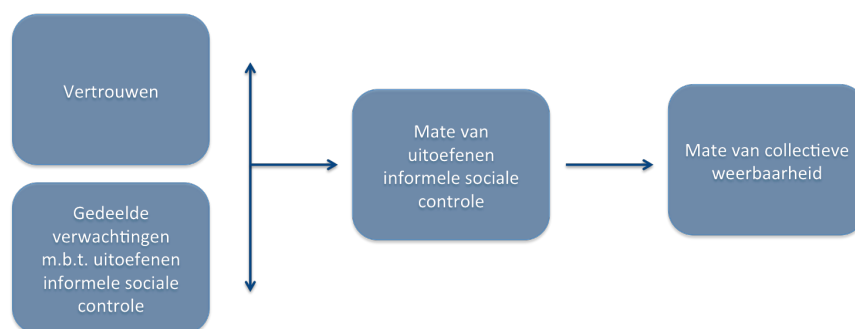 Vertrouwen
Gedeelde
verwachtingen
m.b.t. uitoefenen
informele sociale
controle
Mate van
uitoefenen
informele sociale
controle
Mate van collectieve
weerbaarheid